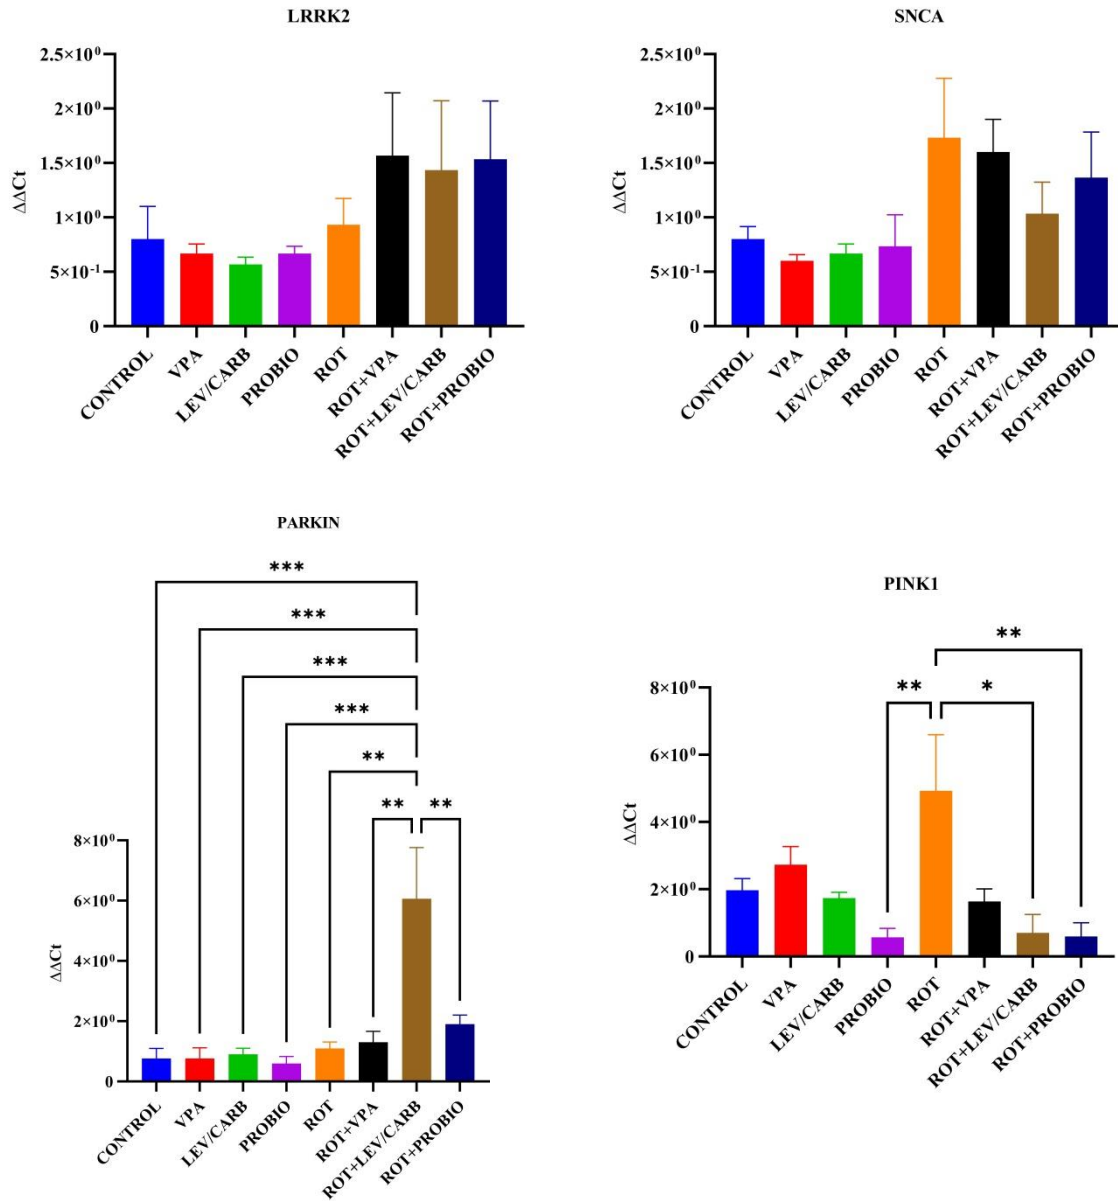 LRRK2
2.5×10⁰
2×10⁰
1.5×10⁰
1×10⁰
5×10⁻¹
0
ΔΔCt
CONTROL
VPA
LEV/CARB
PROBIO
ROT
ROT+VPA
ROT+LEV/CARB
ROT+PROBIO
SNCA
2.5×10⁰
2×10⁰
1.5×10⁰
1×10⁰
5×10⁻¹
0
ΔΔCt
CONTROL
VPA
LEV/CARB
PROBIO
ROT
ROT+VPA
ROT+LEV/CARB
ROT+PROBIO
PARKIN
***
***
***
***
**
** **
8×10⁰
6×10⁰
4×10⁰
2×10⁰
0
ΔΔCt
CONTROL
VPA
LEV/CARB
PROBIO
ROT
ROT+VPA
ROT+LEV/CARB
ROT+PROBIO
PINK1
**
** *
8×10⁰
6×10⁰
4×10⁰
2×10⁰
0
ΔΔCt
CONTROL
VPA
LEV/CARB
PROBIO
ROT
ROT+VPA
ROT+LEV/CARB
ROT+PROBIO